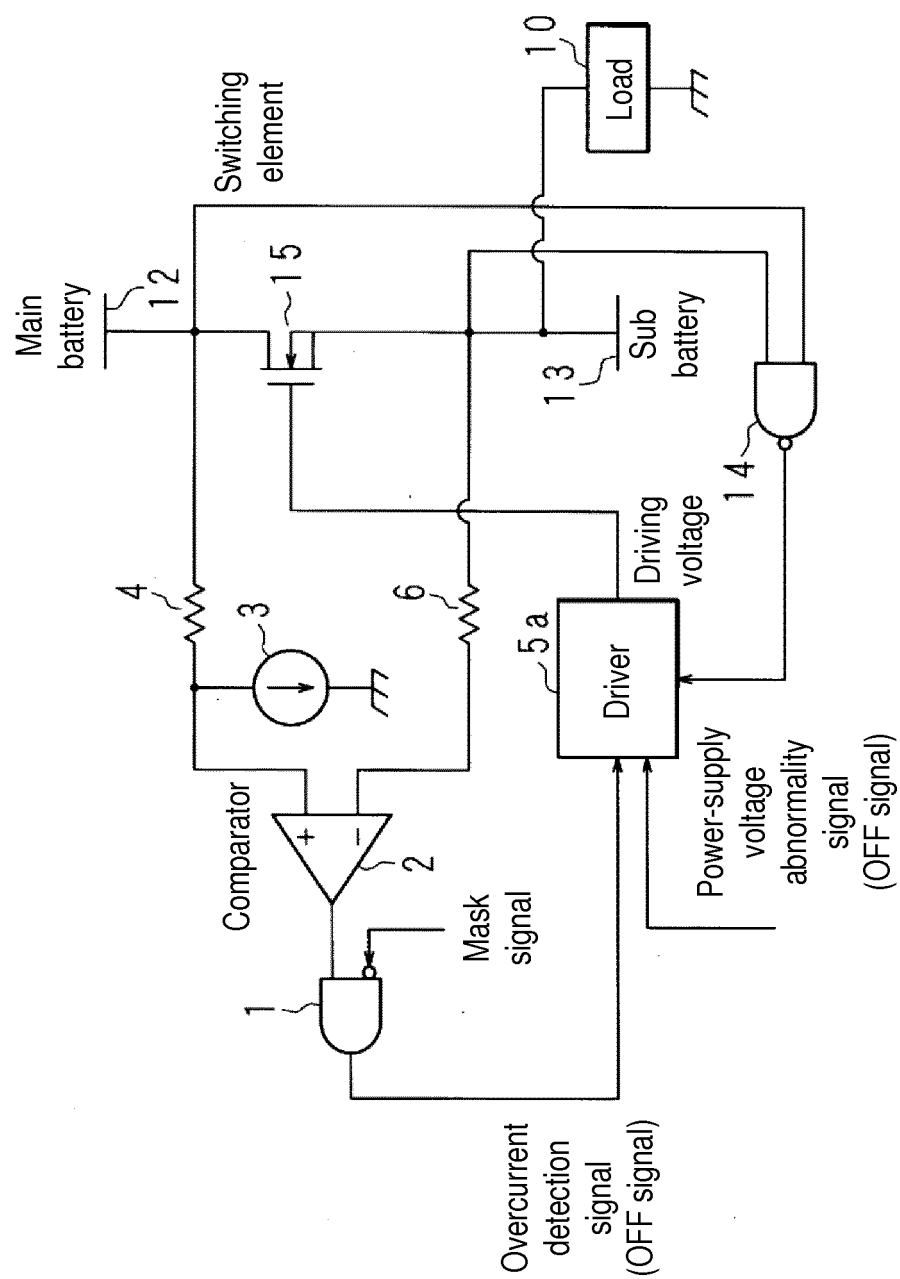 Main
battery
12
Switching
element
4
3
15
10
Load
Comparator
+
−
2
6
13
Sub
battery
1
Mask
signal
Driving
voltage
14
5a
Driver
Overcurrent
detection
signal
(OFF signal)
Power-supply
voltage
abnormality
signal
(OFF signal)